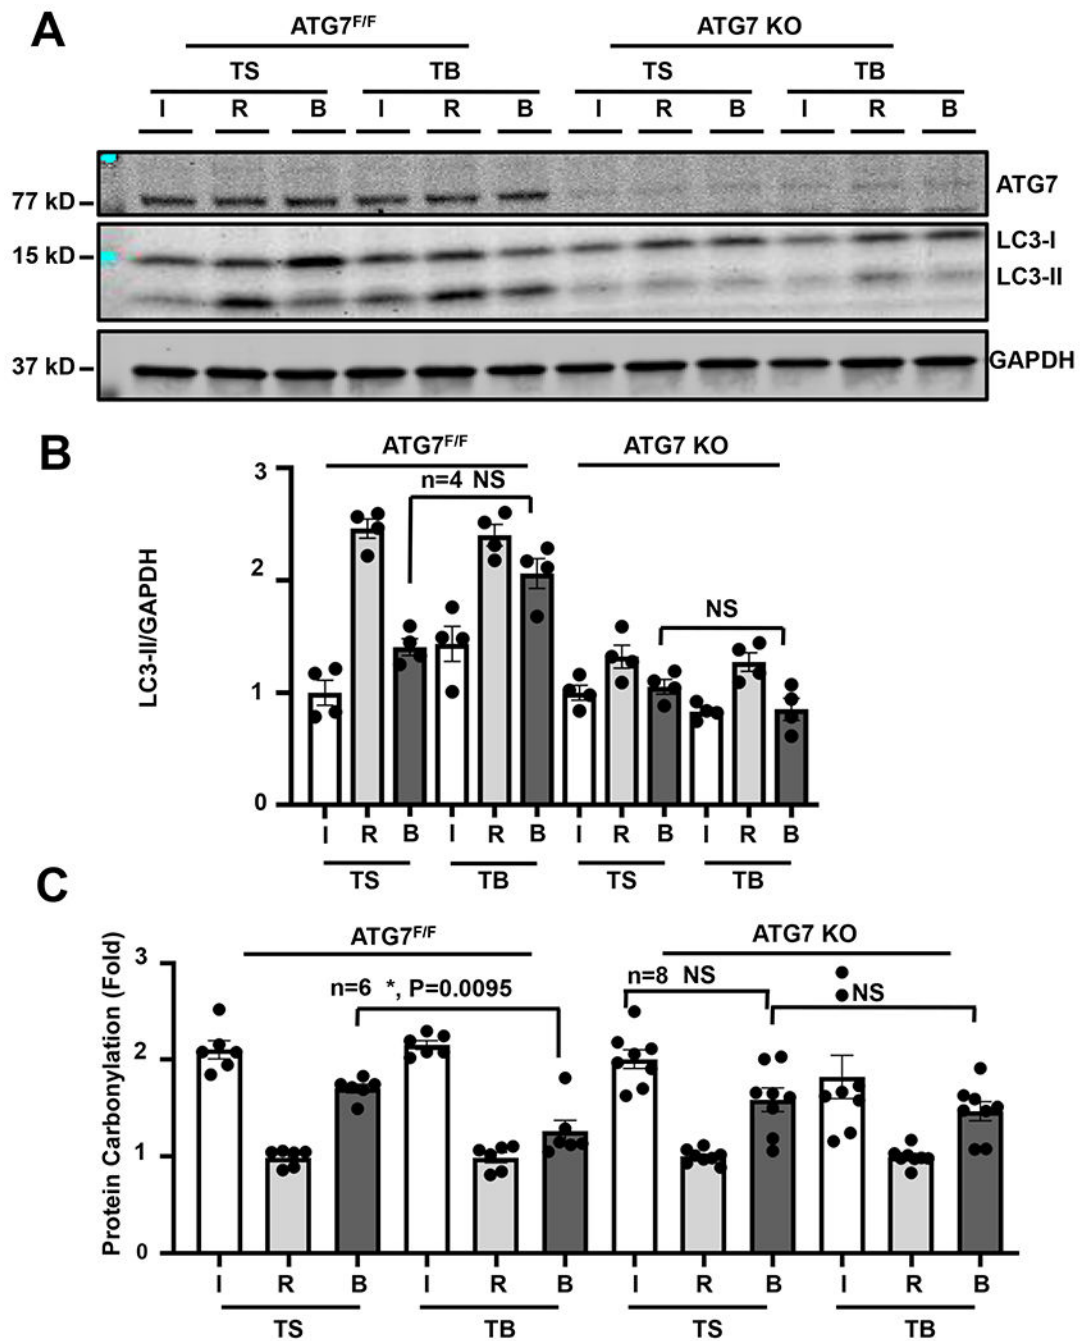 A
ATG7F/F
ATG7 KO
TS
TB
TS
TB
I R B I R B I R B I R B
77 kD
ATG7
15 kD
LC3-I
LC3-II
37 kD
GAPDH
B
ATG7F/F
ATG7 KO
n=4 NS
NS
LC3-II/GAPDH
3
2
1
0
I R B I R B I R B I R B
TS TB TS TB
C
ATG7F/F
ATG7 KO
n=6 *, P=0.0095
n=8 NS
NS
Protein Carbonylation (Fold)
3
2
1
0
I R B I R B I R B I R B
TS TB TS TB